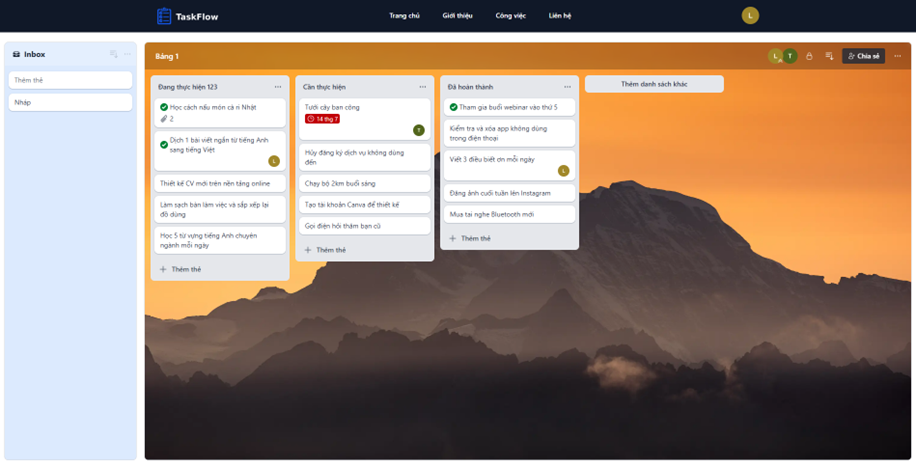 TaskFlow
Trang chủ
Giới thiệu
Công việc
Liên hệ
L
Inbox
Thêm thẻ
Nháp
Bảng 1
L
T
Chia sẻ
Đang thực hiện 123
Học cách nấu món cà ri Nhật
2
Dịch 1 bài viết ngắn từ tiếng Anh
sang tiếng Việt
L
Thiết kế CV mới trên nền tảng online
Làm sạch bàn làm việc và sắp xếp lại
đồ dùng
Học 5 từ vựng tiếng Anh chuyên
ngành mỗi ngày
Thêm thẻ
Cần thực hiện
Tưới cây ban công
14 thg 7
T
Hủy đăng ký dịch vụ không dùng
đến
Chạy bộ 2km buổi sáng
Tạo tài khoản Canva để thiết kế
Gọi điện hỏi thăm bạn cũ
Thêm thẻ
Đã hoàn thành
Tham gia buổi webinar vào thứ 5
Kiểm tra và xóa app không dùng
trong điện thoại
Viết 3 điều biết ơn mỗi ngày
L
Đăng ảnh cuối tuần lên Instagram
Mua tai nghe Bluetooth mới
Thêm thẻ
Thêm danh sách khác